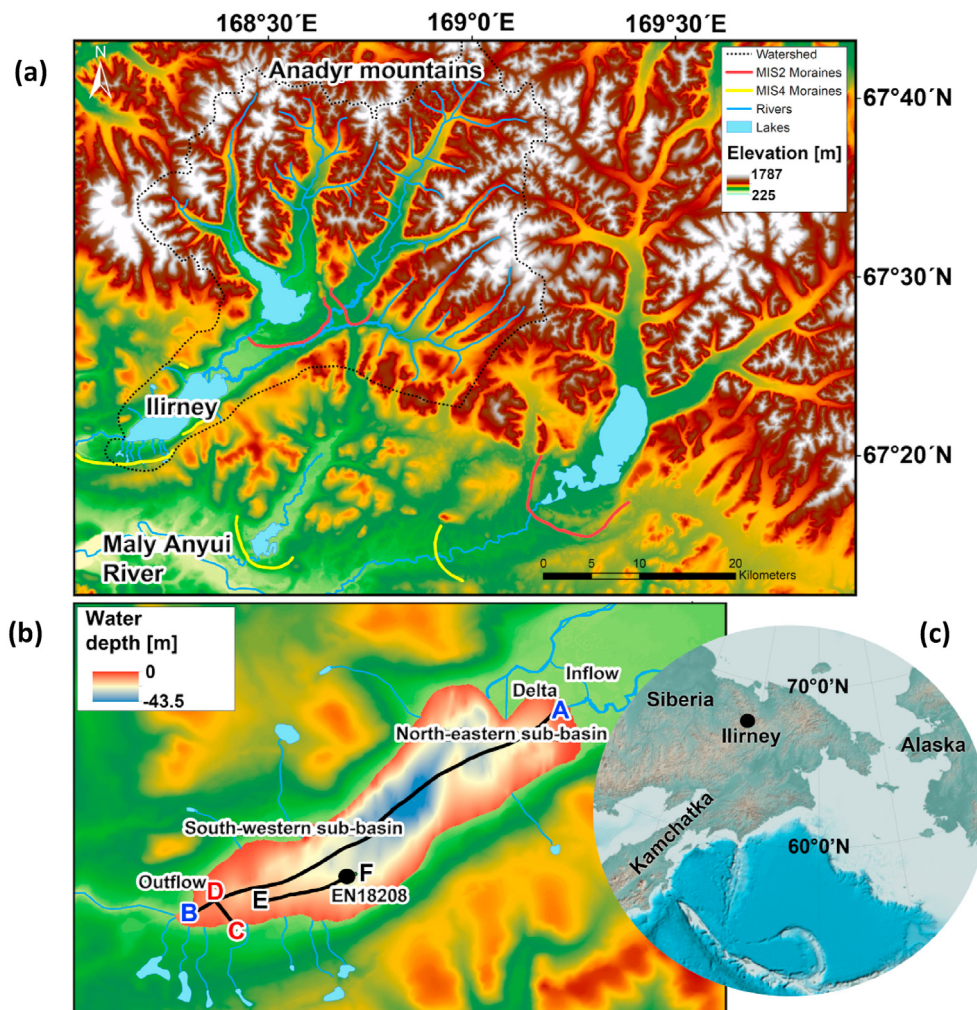 168°30´E 169°0´E 169°30´E
(a)
N
Anadyr mountains
Watershed
MIS2 Moraines
MIS4 Moraines
Rivers
Lakes
Elevation [m]
1787
225
67°40´N
67°30´N
67°20´N
Ilirney
Maly Anyui
River
0 5 10 20
Kilometers
(b)
Water
depth [m]
0
-43.5
Inflow
Delta
A
North-eastern sub-basin
South-western sub-basin
Outflow
D
B
C
E
F
EN18208
(c)
Siberia
70°0'N
Ilirney
Alaska
Kamchatka
60°0'N